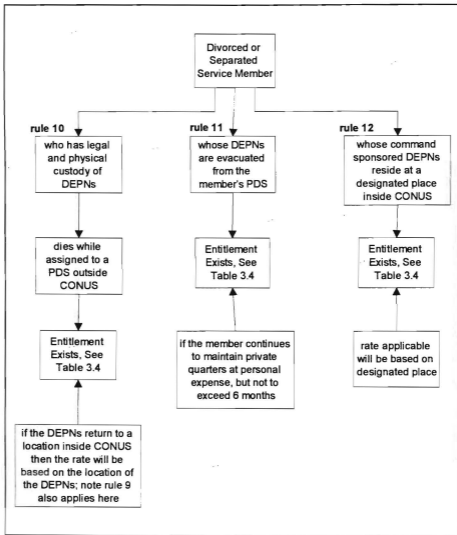 Divorced or
Separated
Service Member
rule 10
who has legal
and physical
custody of
DEPNs
dies while
assigned to a
PDS outside
CONUS
Entitlement
Exists, See
Table 3.4
if the DEPNs return to a
location inside CONUS
then the rate will be
based on the location of
the DEPNs; note rule 9
also applies here
rule 11
whose DEPNs
are evacuated
from the
member's PDS
Entitlement
Exists, See
Table 3.4
if the member continues
to maintain private
quarters at personal
expense, but not to
exceed 6 months
rule 12
whose command
sponsored DEPNs
reside at a
designated place
inside CONUS
Entitlement
Exists, See
Table 3.4
rate applicable
will be based on
designated place